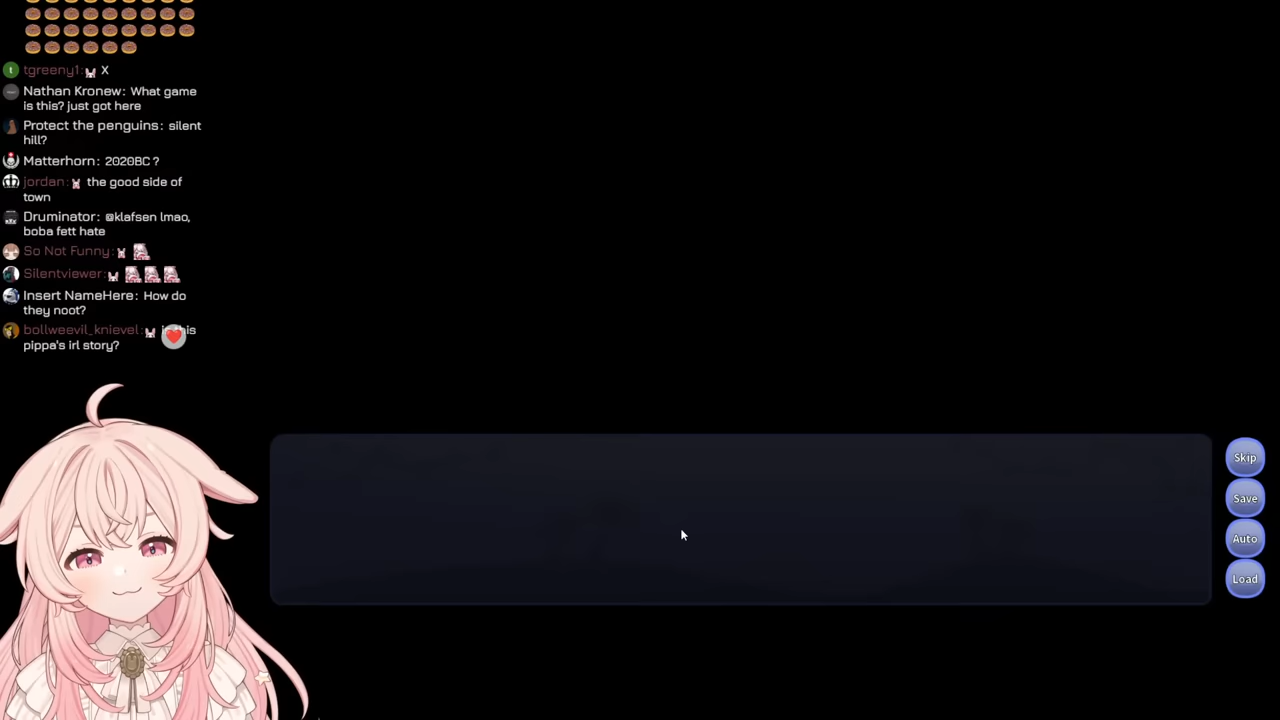 t tgreeny1: X
Nathan Kronew: What game
is this? just got here
Protect the penguins: silent
hill?
Matterhorn: 2020BC ?
jordan: the good side of
town
Druminator: @klafsen lmao,
boba fett hate
So Not Funny:
Silentviewer:
Insert NameHere: How do
they noot?
bollweevil_knievel: is this
pippa's irl story?
Skip
Save
Auto
Load